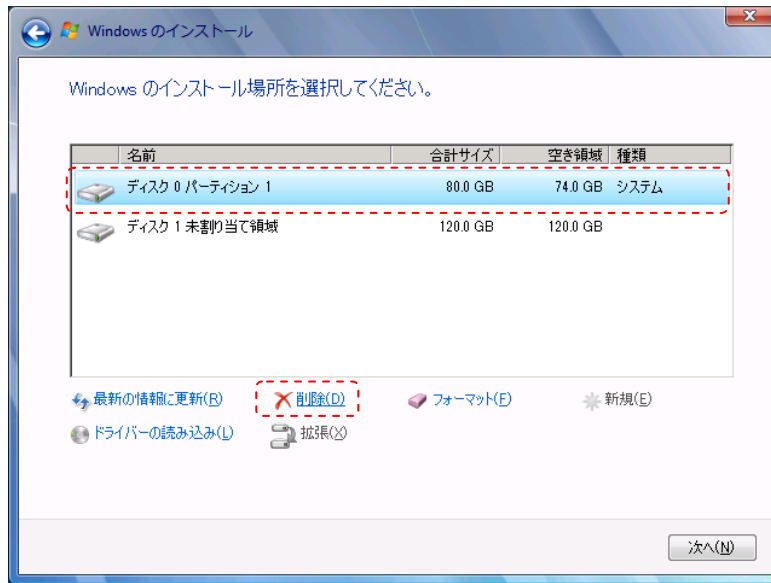 Windows のインストール
Windows のインストール場所を選択してください。
名前 合計サイズ 空き領域 種類
ディスク 0 パーティション 1 80.0 GB 74.0 GB システム
ディスク 1 未割り当て領域 120.0 GB 120.0 GB
最新の情報に更新(R) 削除(D) フォーマット(F) 新規(E)
ドライバーの読み込み(L) 拡張(X)
次へ(N)